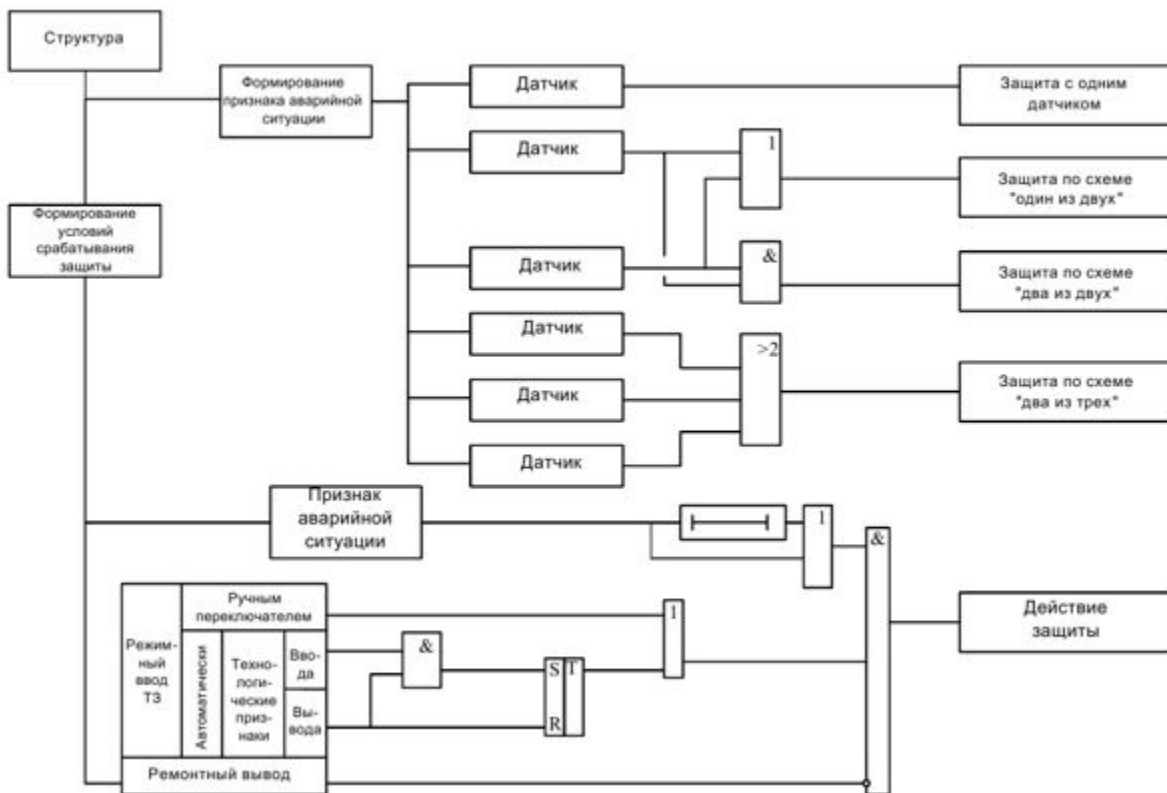 Структура
Формирование
признака аварийной
ситуации
Датчик
Защита с одним
датчиком
Датчик
1
Защита по схеме
"один из двух"
Формирование
условий
срабатывания
защиты
Датчик
&
Защита по схеме
"два из двух"
Датчик
>2
Датчик
Защита по схеме
"два из трех"
Датчик
Признак
аварийной
ситуации
1
&
Режим-
ный
ввод
ТЗ
Ручным
переключателем
1
Действие
защиты
Автоматически
Техно-
логи-
ческие
приз-
наки
Вво-
да
&
Вы-
вода
S T
R
Ремонтный вывод